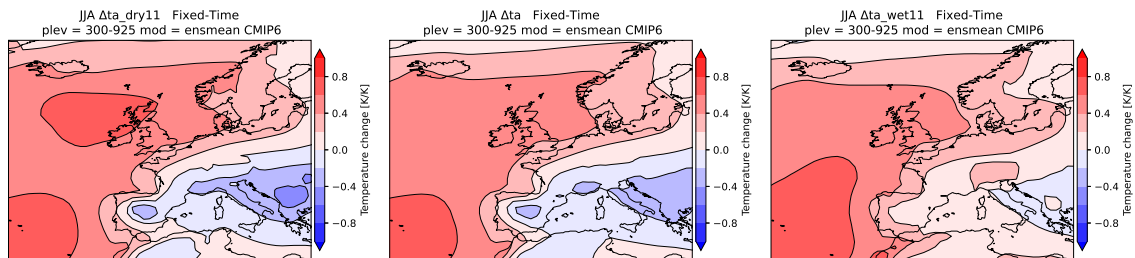 JJA Δta_dry11   Fixed-Time
plev = 300-925 mod = ensmean CMIP6
0.8
0.4
0.0
−0.4
−0.8
Temperature change [K/K]
JJA Δta   Fixed-Time
plev = 300-925 mod = ensmean CMIP6
0.8
0.4
0.0
−0.4
−0.8
Temperature change [K/K]
JJA Δta_wet11   Fixed-Time
plev = 300-925 mod = ensmean CMIP6
0.8
0.4
0.0
−0.4
−0.8
Temperature change [K/K]